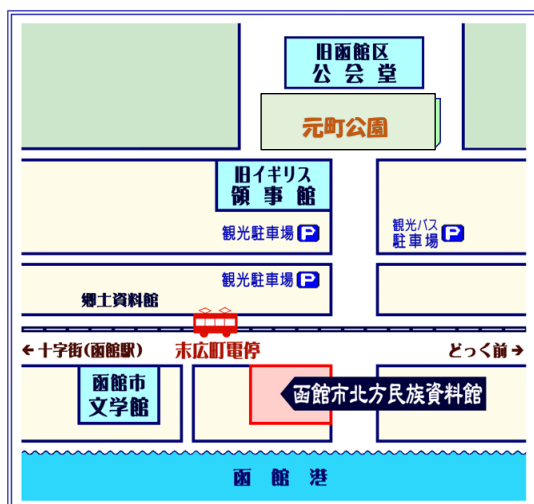 旧函館区
公会堂
元町公園
旧イギリス
領事館
観光駐車場 P
観光バス
駐車場 P
観光駐車場 P
郷土資料館
←十字街(函館駅)
末広町電停
どっく前→
函館市
文学館
函館市北方民族資料館
函館港